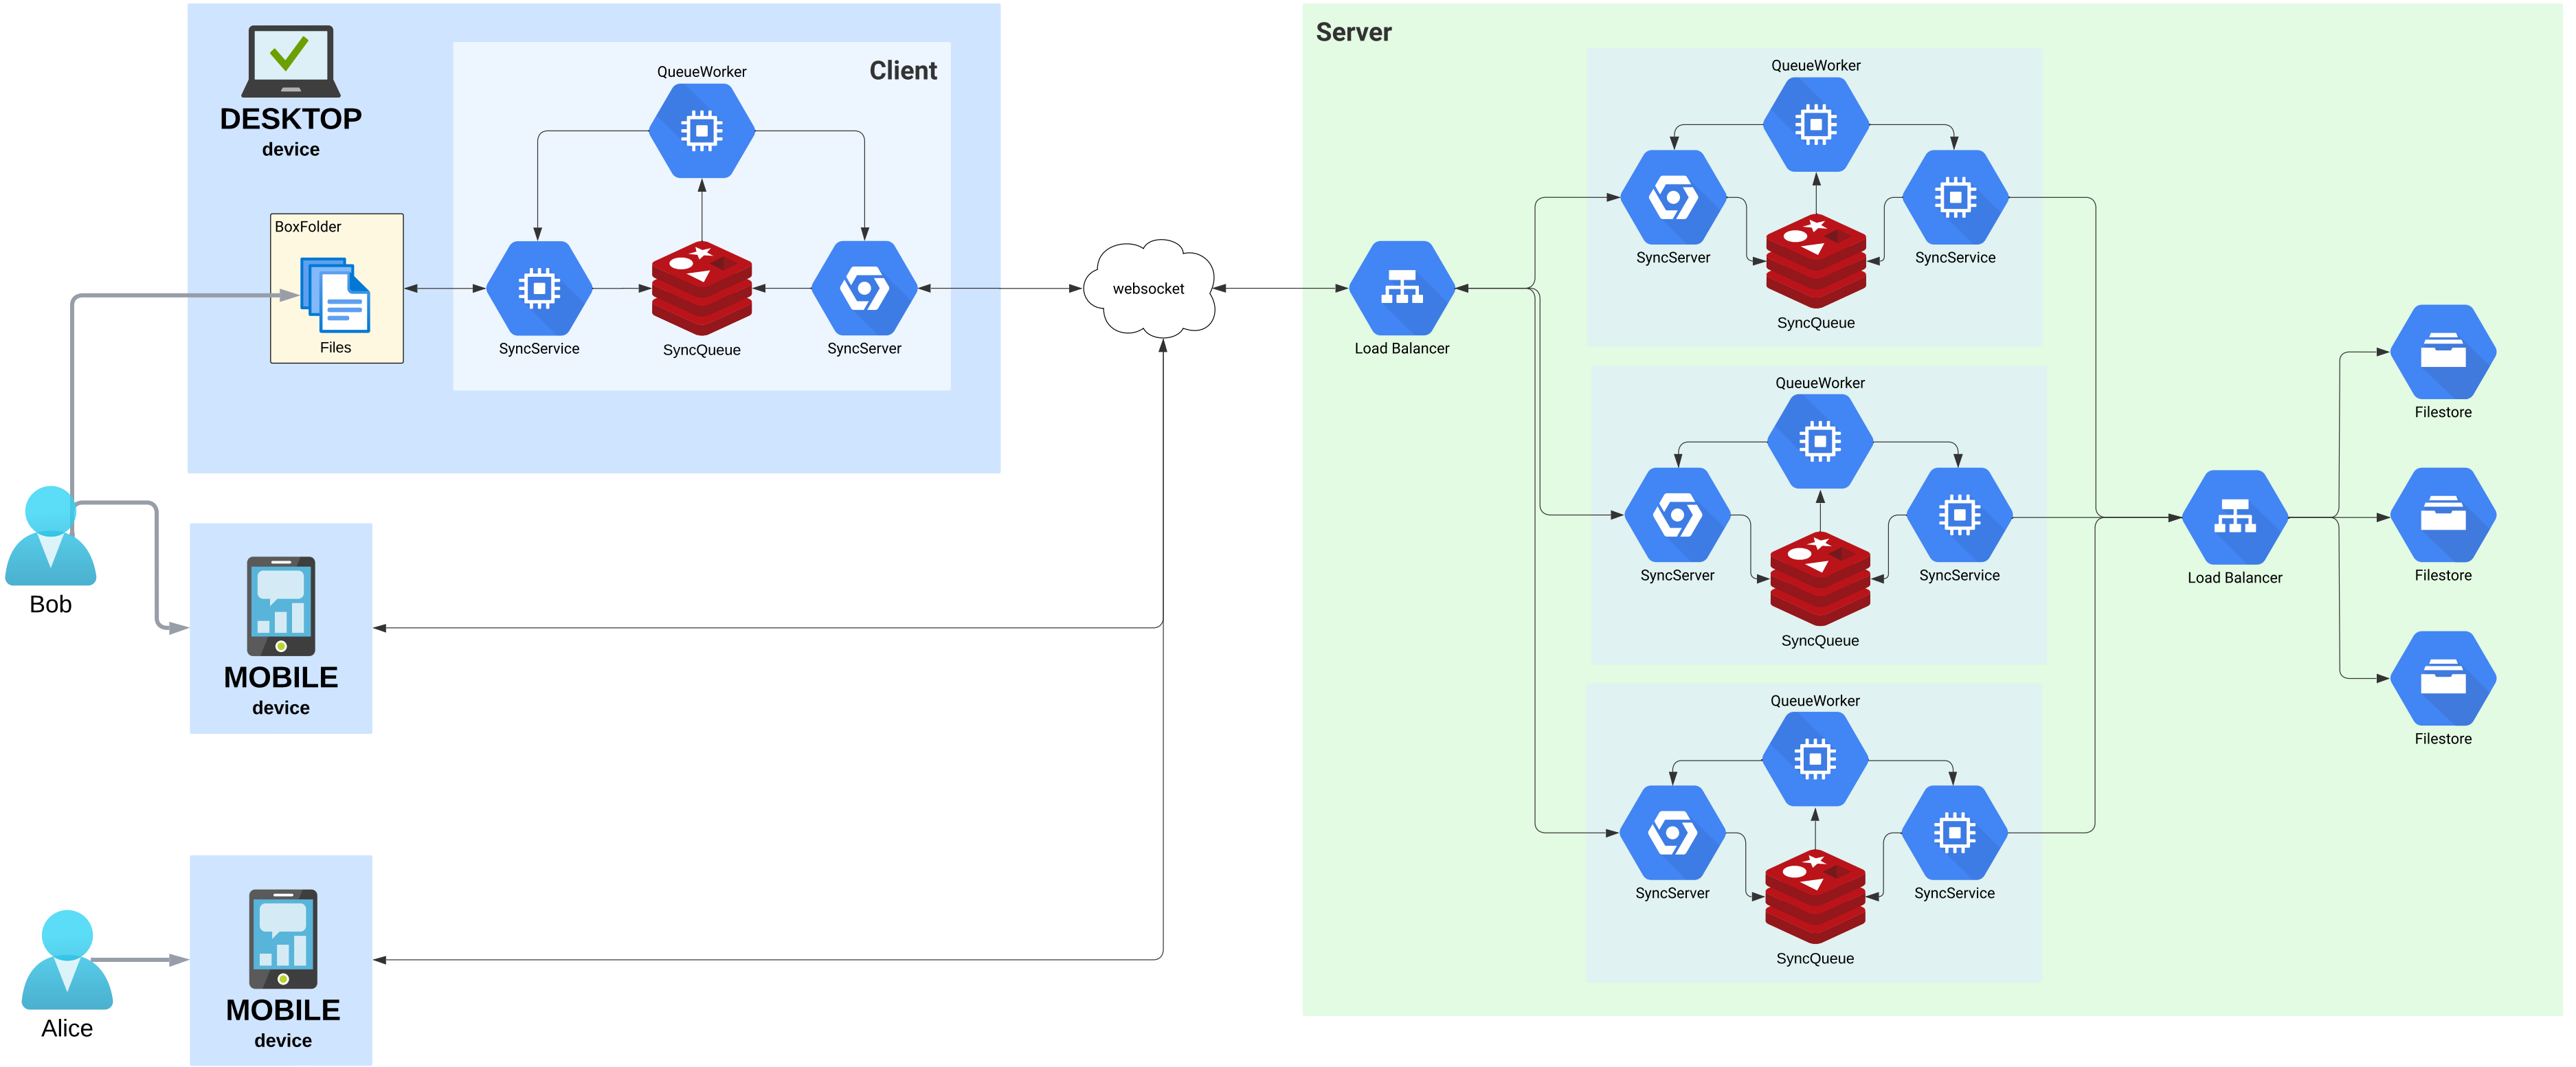 DESKTOP
device
BoxFolder
Files
Client
QueueWorker
SyncService
SyncQueue
SyncServer
websocket
Bob
MOBILE
device
Alice
MOBILE
device
Server
Load Balancer
QueueWorker
SyncServer
SyncService
SyncQueue
QueueWorker
SyncServer
SyncService
SyncQueue
QueueWorker
SyncServer
SyncService
SyncQueue
Load Balancer
Filestore
Filestore
Filestore